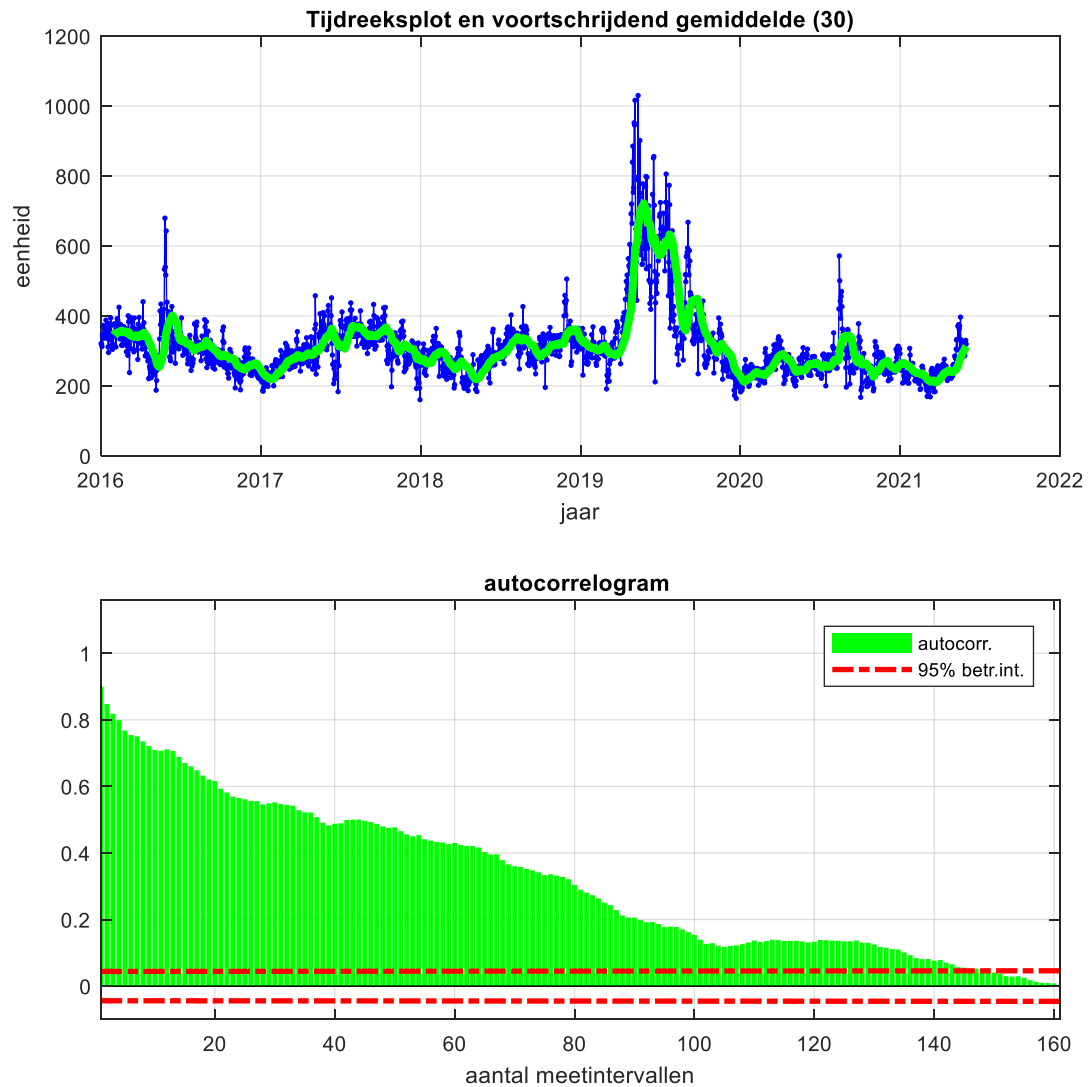 Tijdreeksplot en voortschrijdend gemiddelde (30)
1200
1000
800
600
400
200
0
eenheid
2016 2017 2018 2019 2020 2021 2022
jaar
autocorrelogram
1
0.8
0.6
0.4
0.2
0
autocorr.
95% betr.int.
20 40 60 80 100 120 140 160
aantal meetintervallen